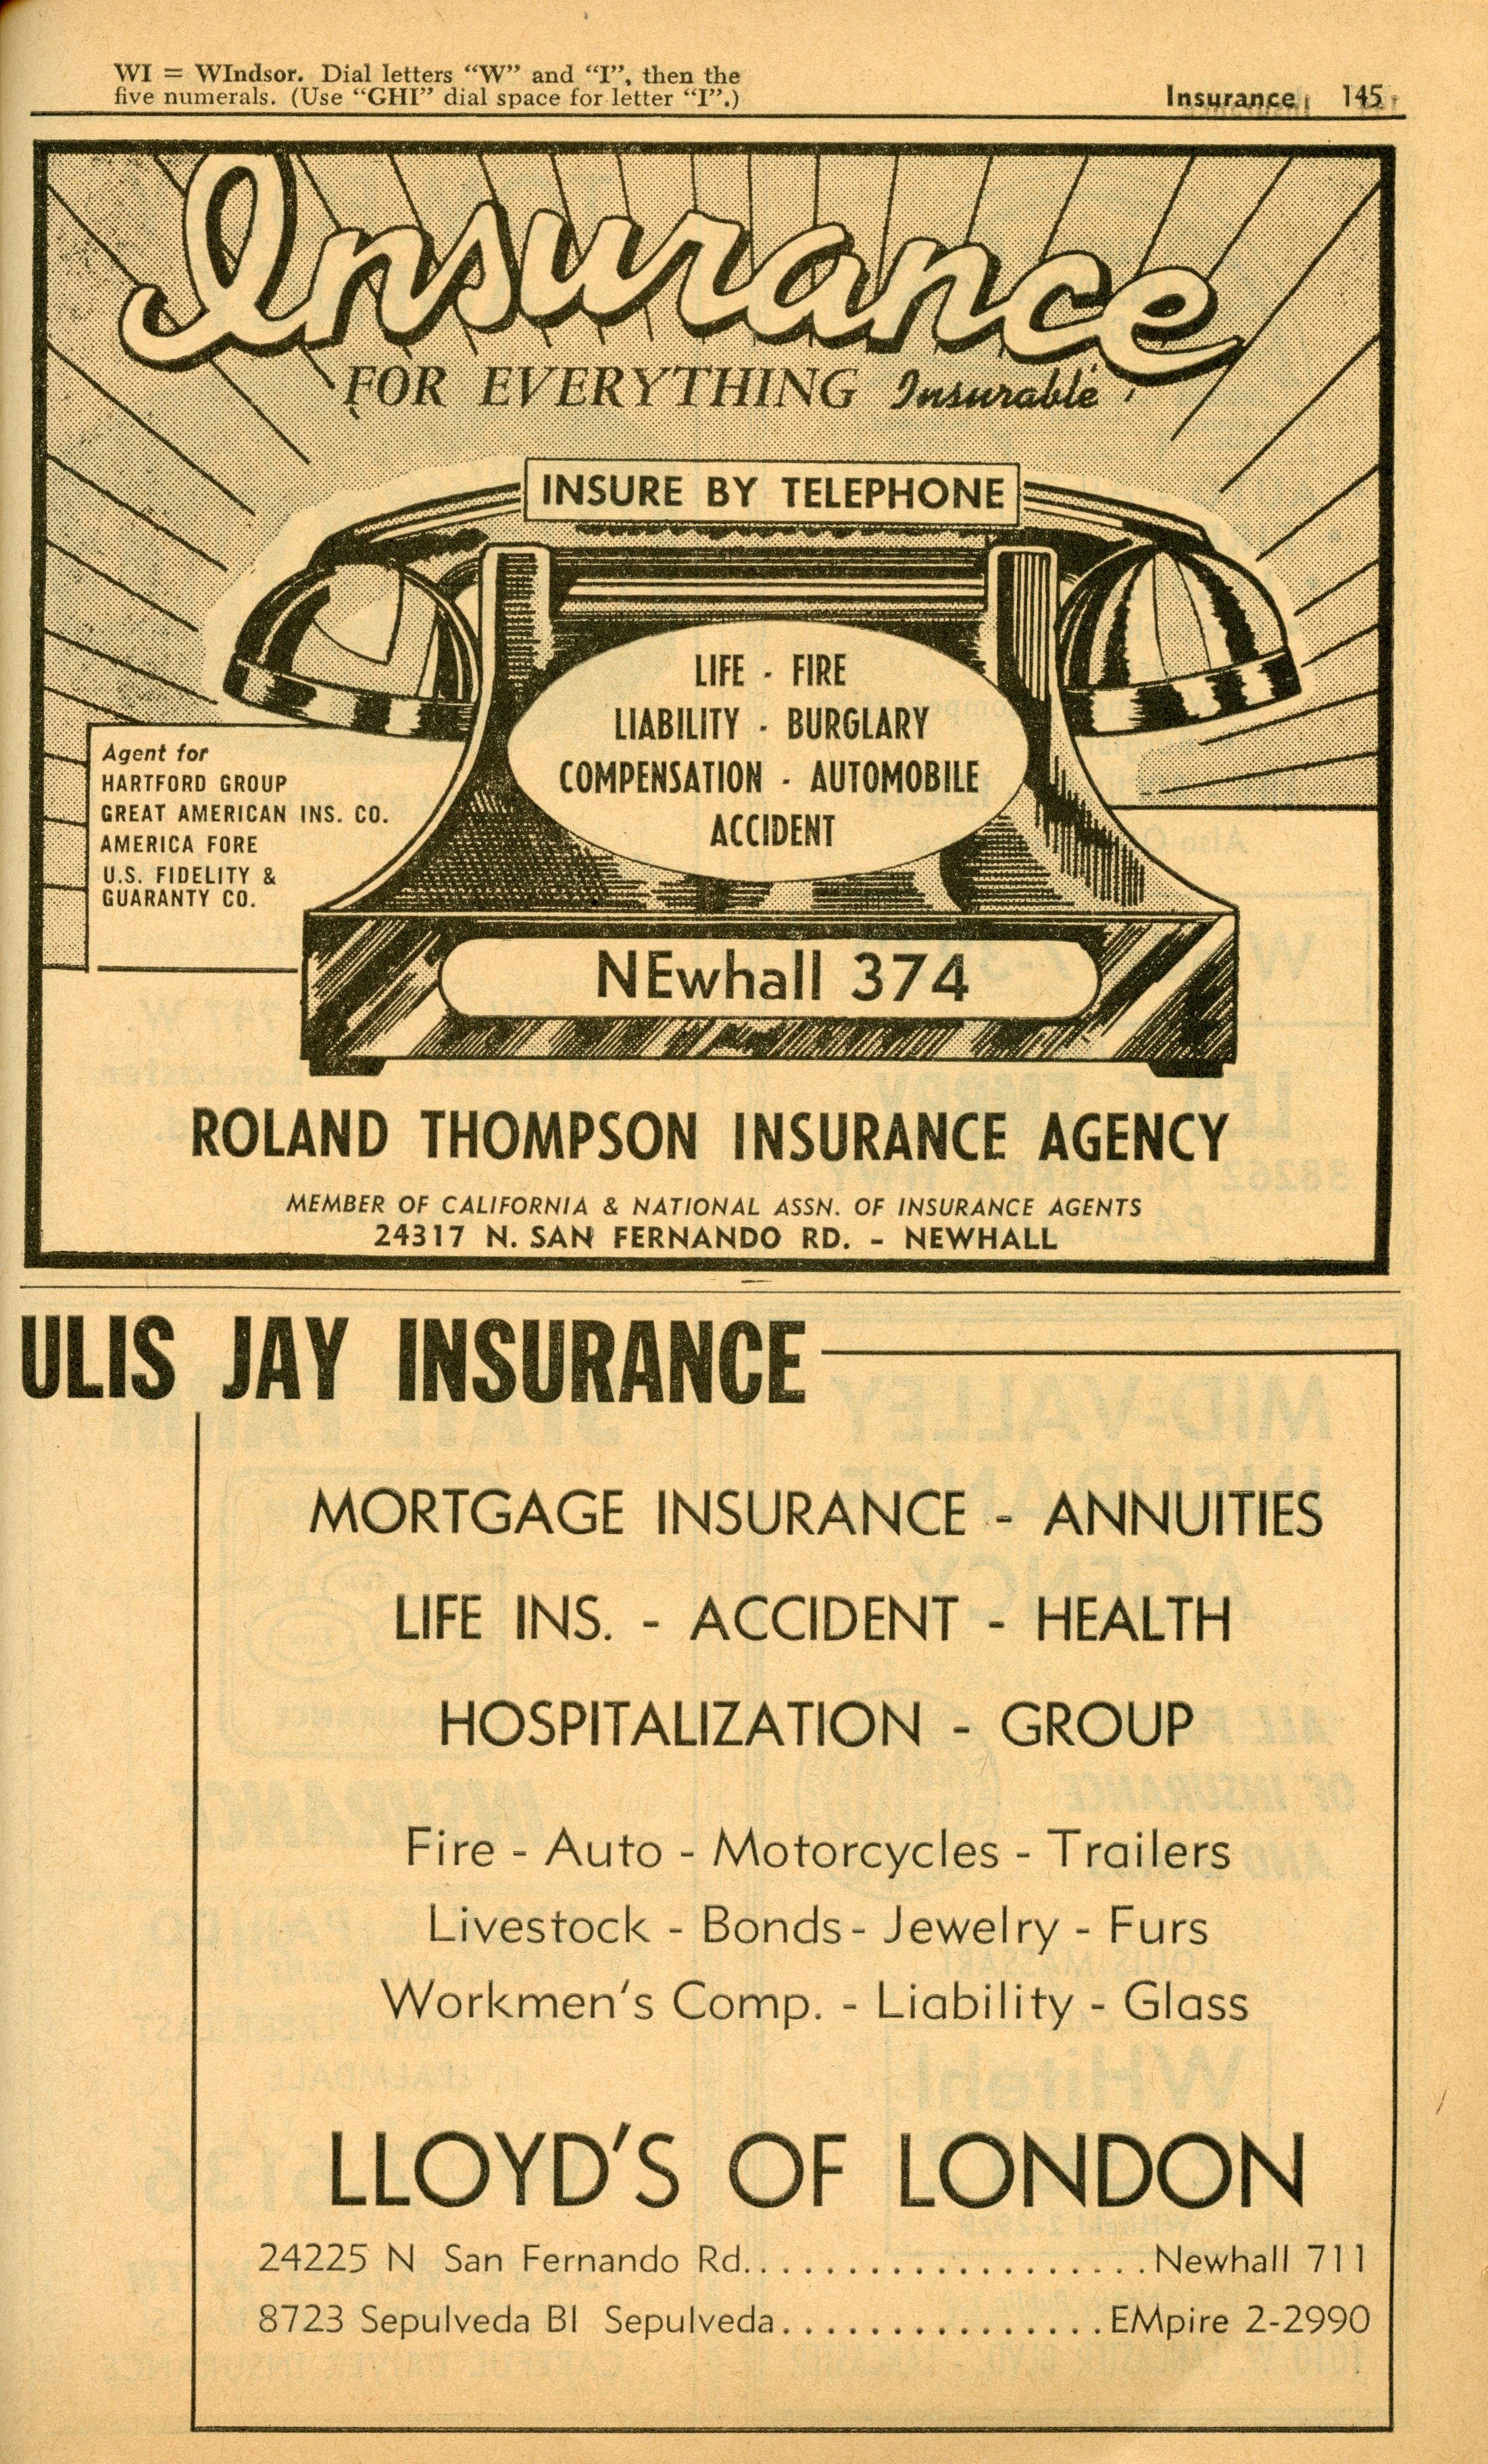 WI = WIndsor. Dial letters "W" and "I", then the
five numerals. (Use "GHI" dial space for letter "I".)
Insurance 145
Insurance
FOR EVERYTHING Insurable
INSURE BY TELEPHONE
LIFE - FIRE
LIABILITY - BURGLARY
COMPENSATION - AUTOMOBILE
ACCIDENT
Agent for
HARTFORD GROUP
GREAT AMERICAN INS. CO.
AMERICA FORE
U.S. FIDELITY &
GUARANTY CO.
NEwhall 374
ROLAND THOMPSON INSURANCE AGENCY
MEMBER OF CALIFORNIA & NATIONAL ASSN. OF INSURANCE AGENTS
24317 N. SAN FERNANDO RD. - NEWHALL
ULIS JAY INSURANCE
MORTGAGE INSURANCE - ANNUITIES
LIFE INS. - ACCIDENT - HEALTH
HOSPITALIZATION - GROUP
Fire - Auto - Motorcycles - Trailers
Livestock - Bonds - Jewelry - Furs
Workmen's Comp. - Liability - Glass
LLOYD'S OF LONDON
24225 N San Fernando Rd....................Newhall 711
8723 Sepulveda Bl Sepulveda................EMpire 2-2990